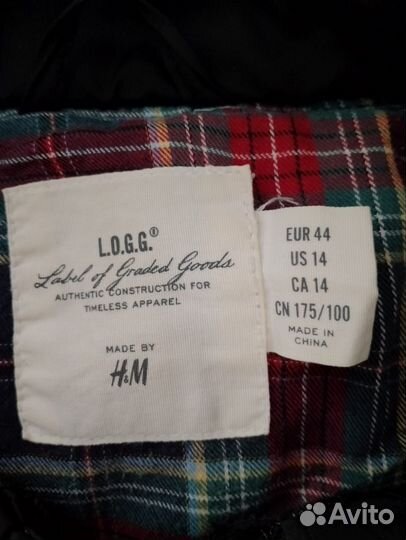 L.O.G.G.®
Label of Graded Goods
AUTHENTIC CONSTRUCTION FOR
TIMELESS APPAREL
MADE BY
H&M
EUR 44
US 14
CA 14
CN 175/100
MADE IN
CHINA
Avito